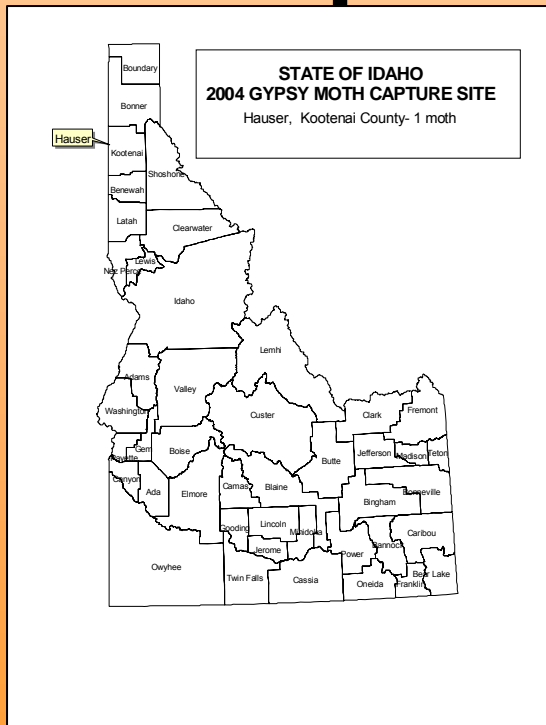 STATE OF IDAHO
2004 GYPSY MOTH CAPTURE SITE
Hauser, Kootenai County- 1 moth
Boundary
Bonner
Hauser
Kootenai
Shoshone
Benewah
Latah
Clearwater
Lewis
Nez Perce
Idaho
Lemhi
Adams
Valley
Washington
Custer
Clark
Fremont
Gem
Payette
Boise
Butte
Jefferson
Madison
Teton
Canyon
Ada
Elmore
Camas
Blaine
Bingham
Bonneville
Gooding
Lincoln
Minidoka
Jerome
Power
Bannock
Caribou
Owyhee
Twin Falls
Cassia
Oneida
Franklin
Bear Lake